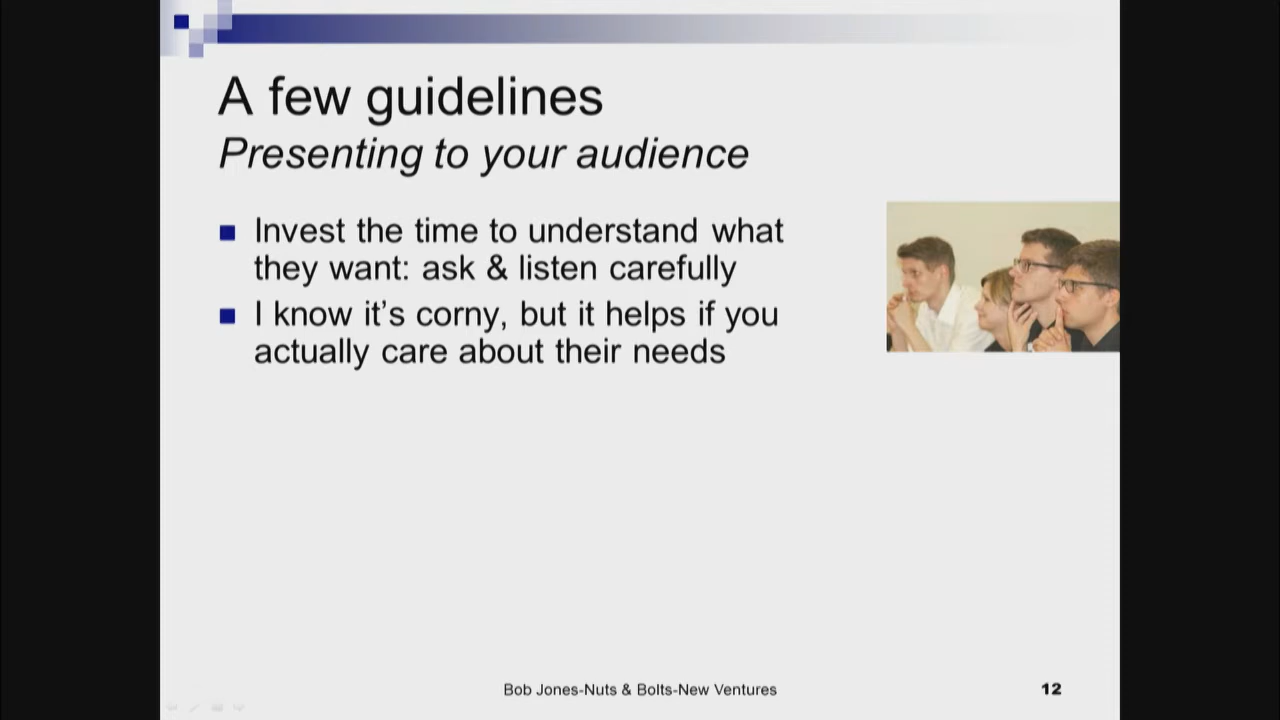 A few guidelines
Presenting to your audience
Invest the time to understand what
they want: ask & listen carefully
I know it’s corny, but it helps if you
actually care about their needs
Bob Jones-Nuts & Bolts-New Ventures
12